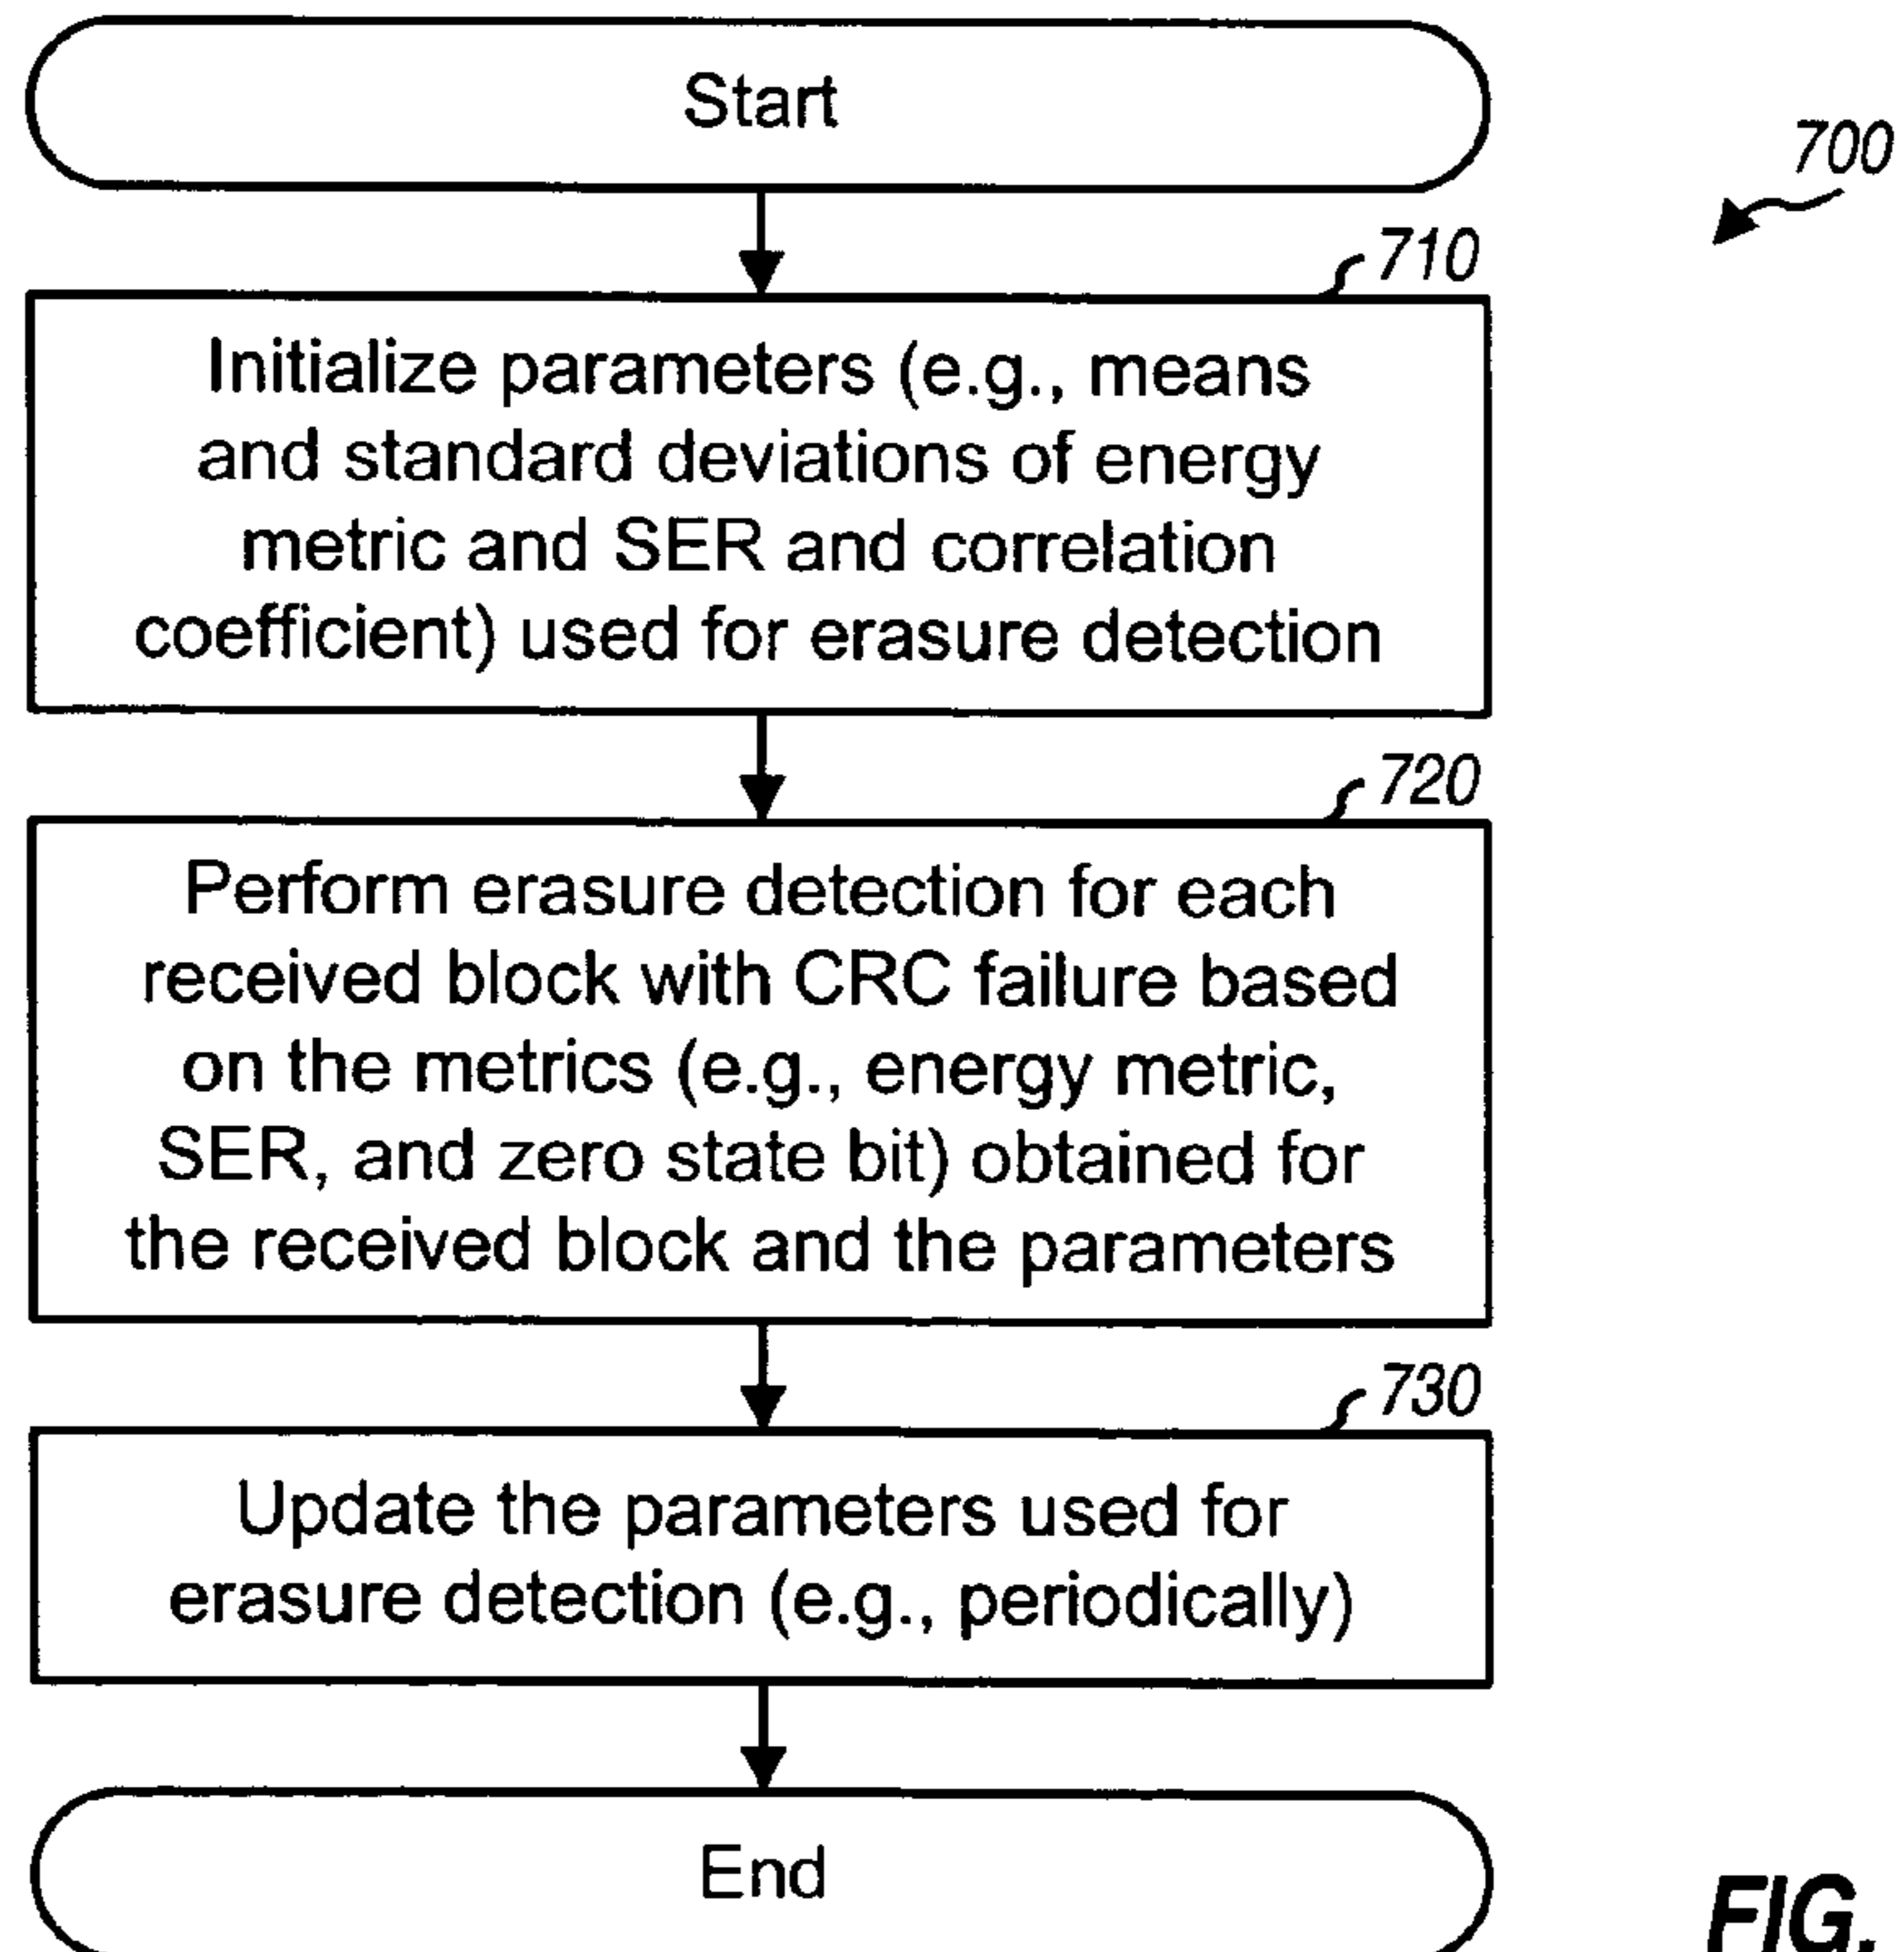 Start
700
710
Initialize parameters (e.g., means
and standard deviations of energy
metric and SER and correlation
coefficient) used for erasure detection
720
Perform erasure detection for each
received block with CRC failure based
on the metrics (e.g., energy metric,
SER, and zero state bit) obtained for
the received block and the parameters
730
Update the parameters used for
erasure detection (e.g., periodically)
End
FIG.